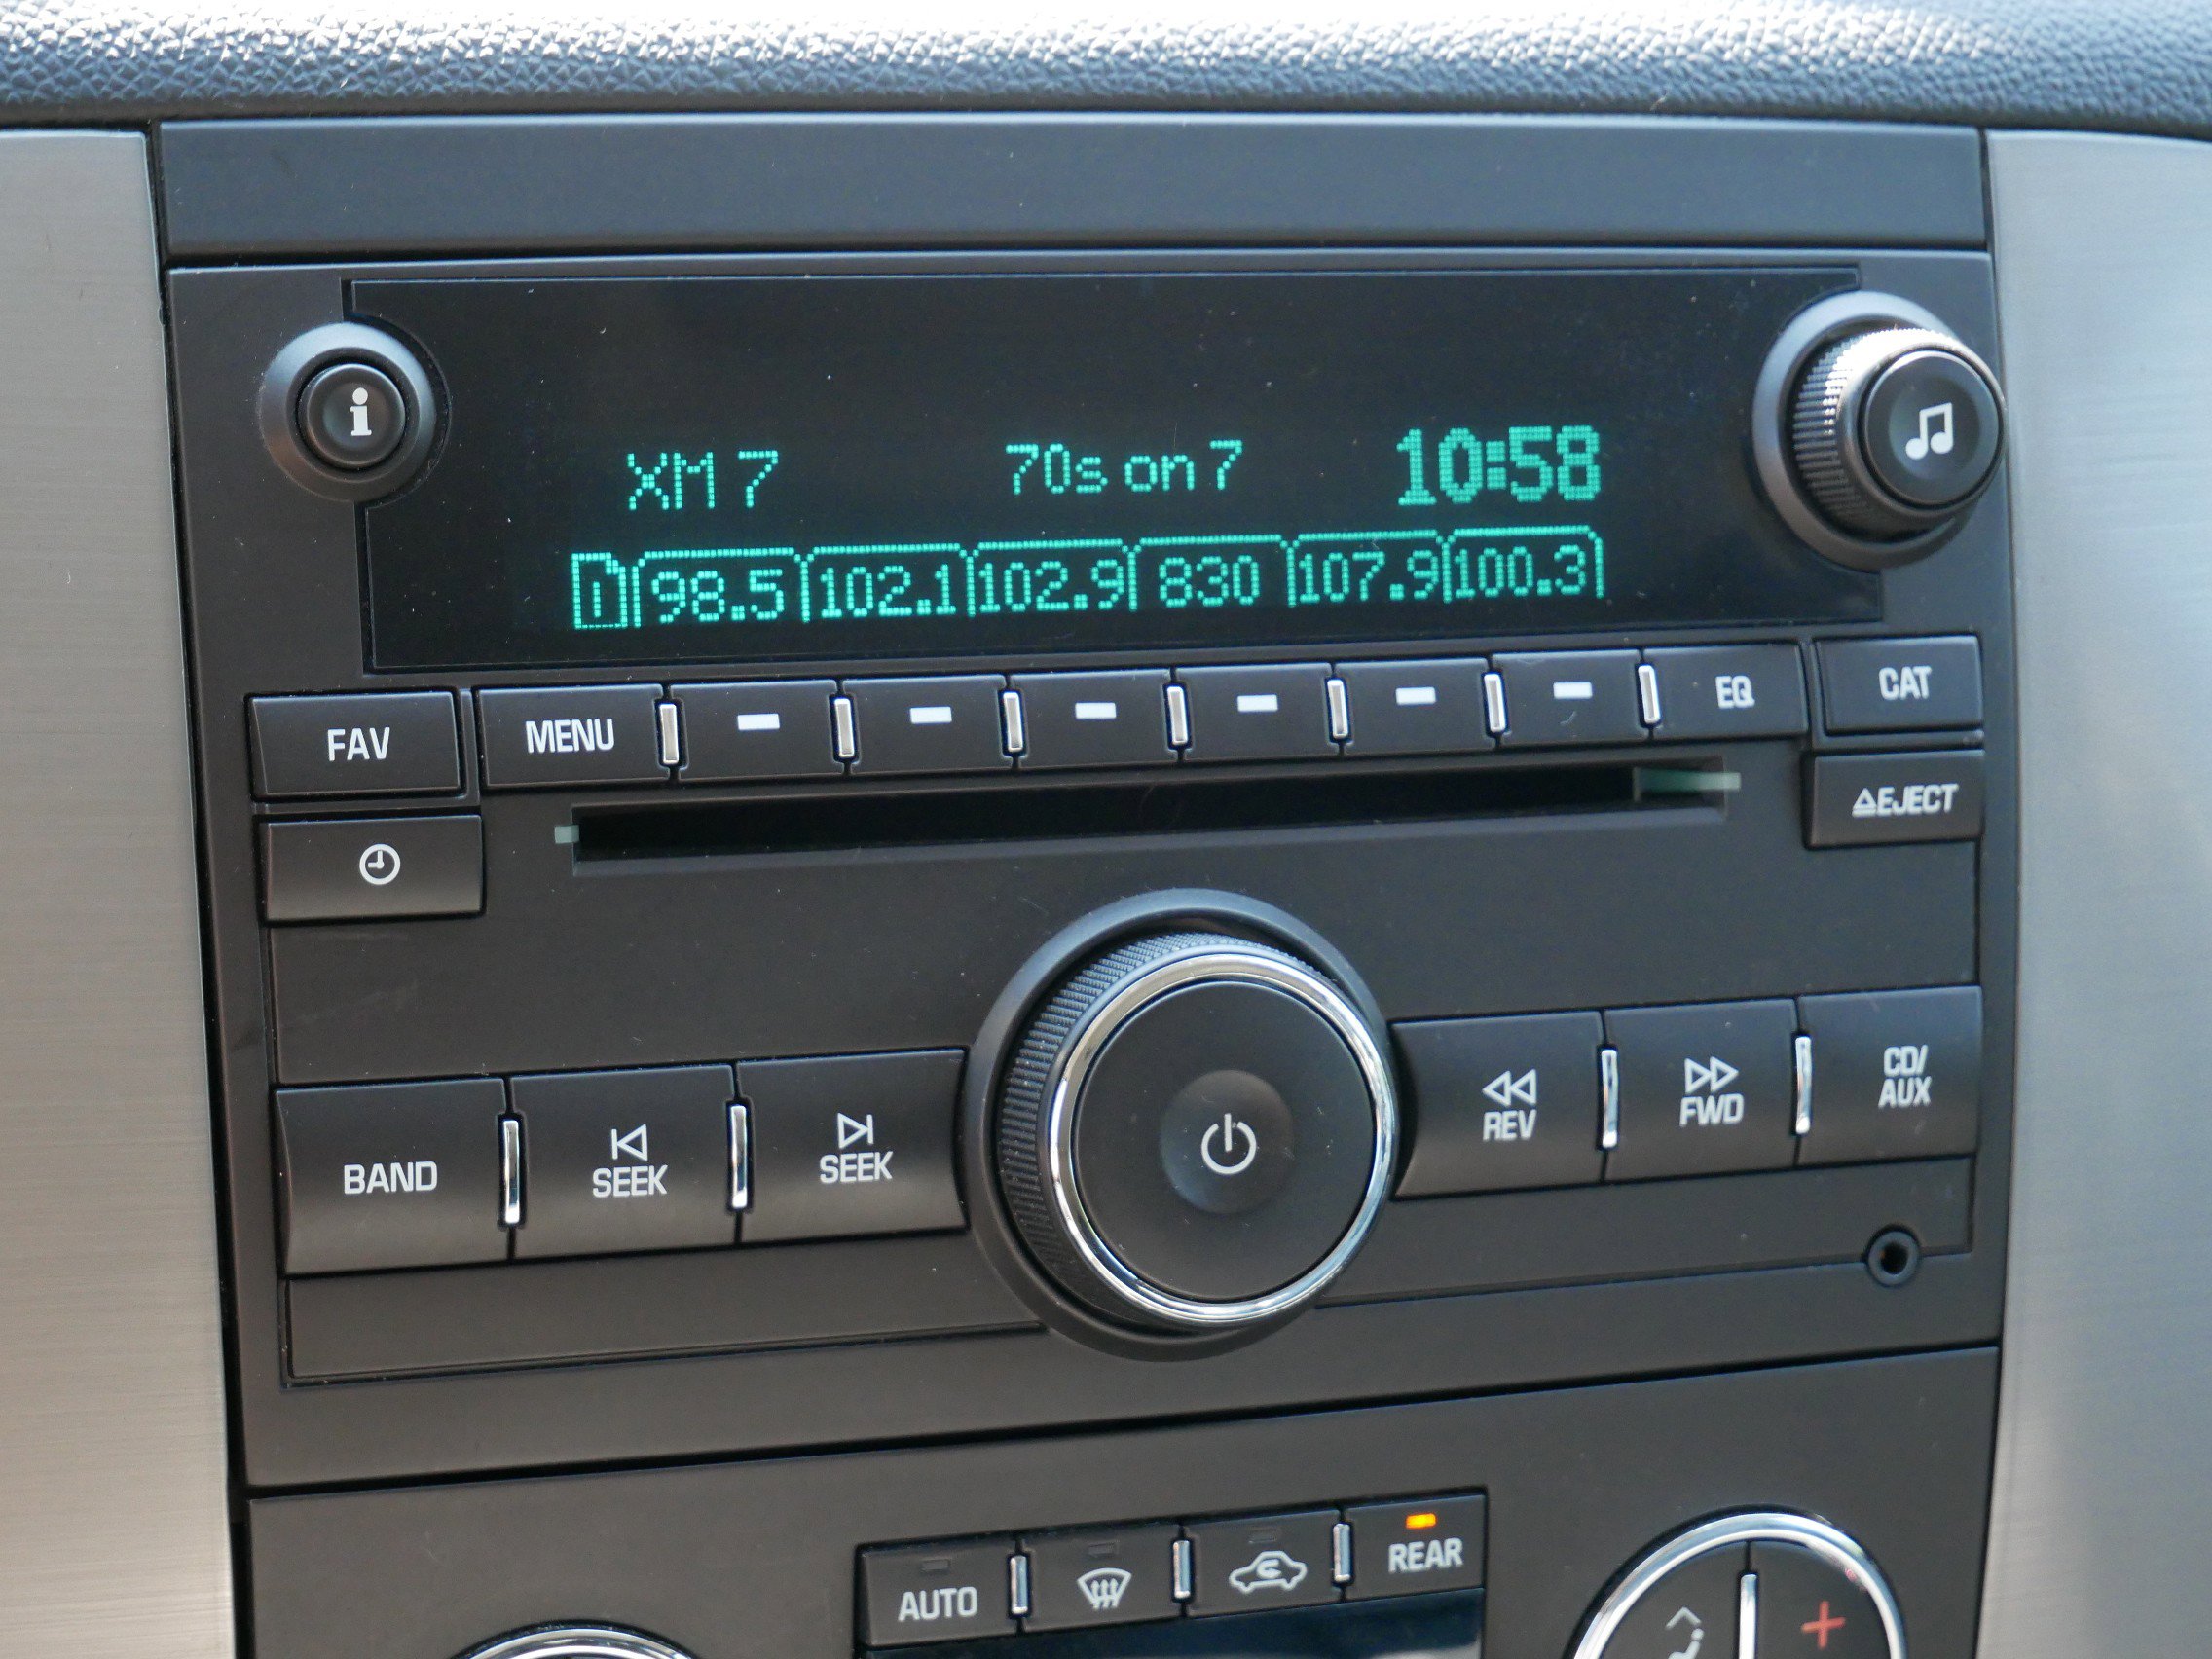 i
XM 7 70s on 7 10:58
1 98.5 102.1 102.9 830 107.9 100.3
FAV MENU EQ CAT
EJECT
BAND SEEK SEEK REV FWD CD/
AUX
AUTO REAR